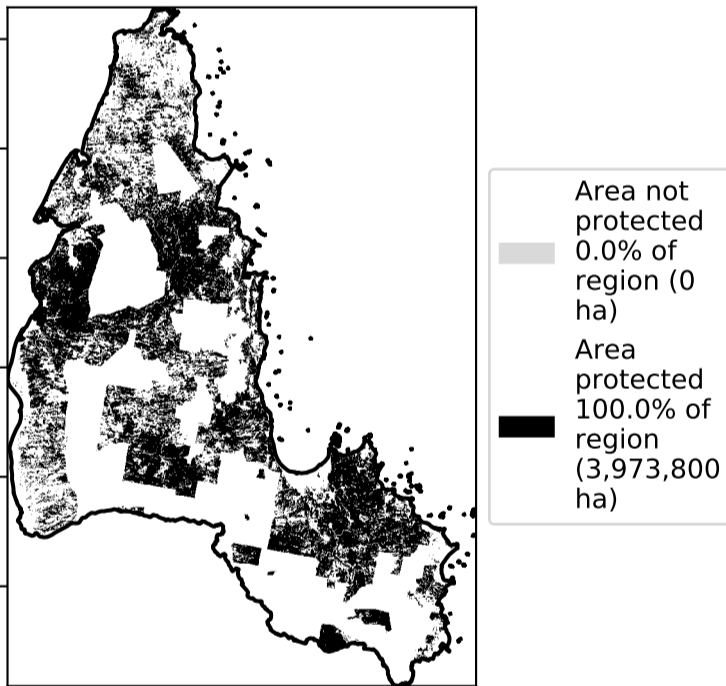 Area not
protected
0.0% of
region (0
ha)
Area
protected
100.0% of
region
(3,973,800
ha)